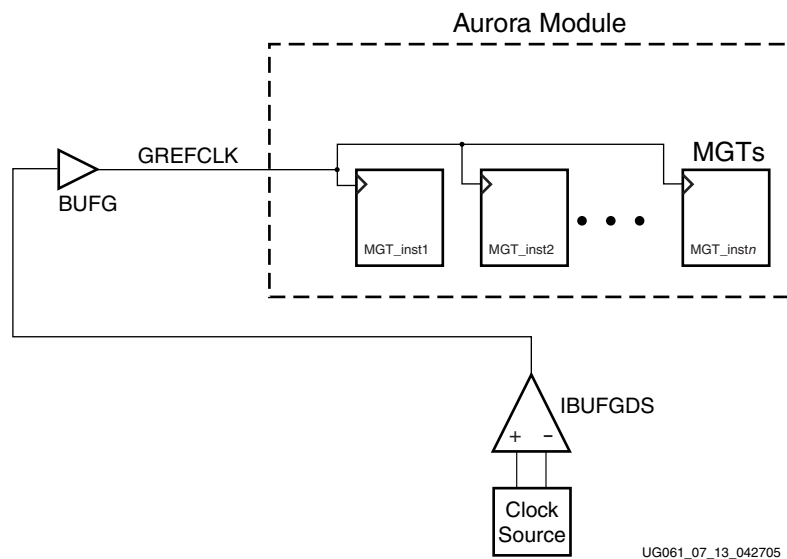 Aurora Module
GREFCLK
BUFG
MGTs
MGT_inst1
MGT_inst2
MGT_instn
IBUFGDS
+ −
Clock
Source
UG061_07_13_042705